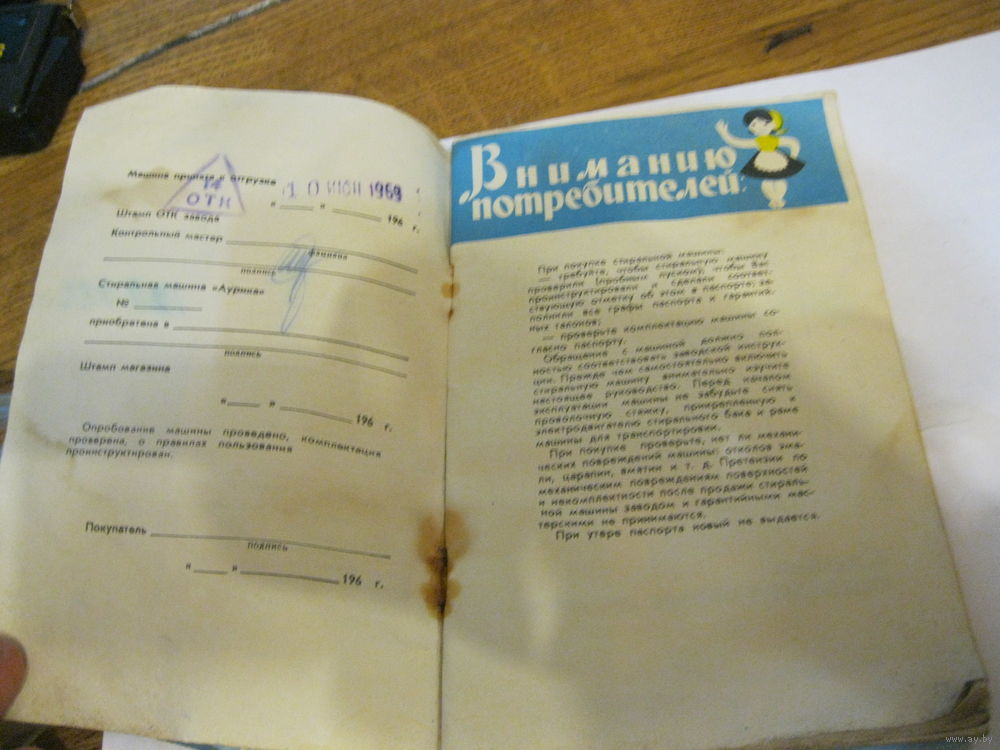 Машина принята к отгрузке
14
ОТК
10 ИЮН 1969
« » 196 г.
Штамп ОТК завода
Контрольный мастер
фамилия
подпись
Стиральная машина «Аурика»
№
приобретена в
подпись
Штамп магазина
« » 196 г.
Опробование машины проведено, комплектация
проверена, о правилах пользования
проинструктирован.
Покупатель
подпись
« » 196 г.
Вниманию
потребителей:
При покупке стиральной машины:
— требуйте, чтобы стиральную машину
проверили (пробным пуском), чтобы Вас
проинструктировали и сделали соответ-
ствующую отметку об этом в паспорте; за-
полнили все графы паспорта и гарантий-
ных талонов;
— проверьте комплектацию машины со-
гласно паспорту.
Обращение с машиной должно пол-
ностью соответствовать заводской инструк-
ции. Прежде чем самостоятельно включить
стиральную машину внимательно изучите
настоящее руководство. Перед началом
эксплуатации машины не забудьте снять
проволочную стяжку, прикрепленную к
электродвигателю стирального бака и раме
машины для транспортировки.
При покупке проверьте, нет ли механи-
ческих повреждений машины: отколов эма-
ли, царапин, вмятин и т. д. Претензии по
механическим повреждениям поверхностей
и некомплектности после продажи стираль-
ной машины заводом и гарантийными мас-
терскими не принимаются.
При утере паспорта новый не выдается.
www.ay.by